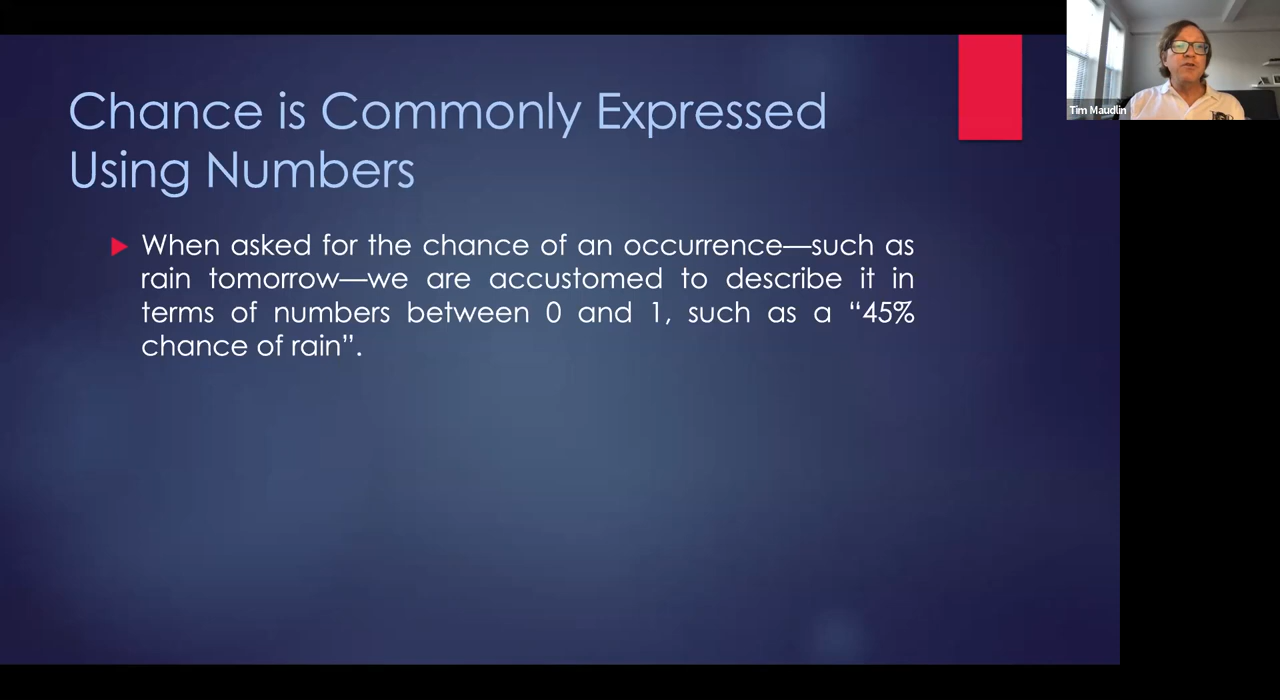 Chance is Commonly Expressed
Using Numbers
When asked for the chance of an occurrence—such as
rain tomorrow—we are accustomed to describe it in
terms of numbers between 0 and 1, such as a “45%
chance of rain”.
Tim Maudlin